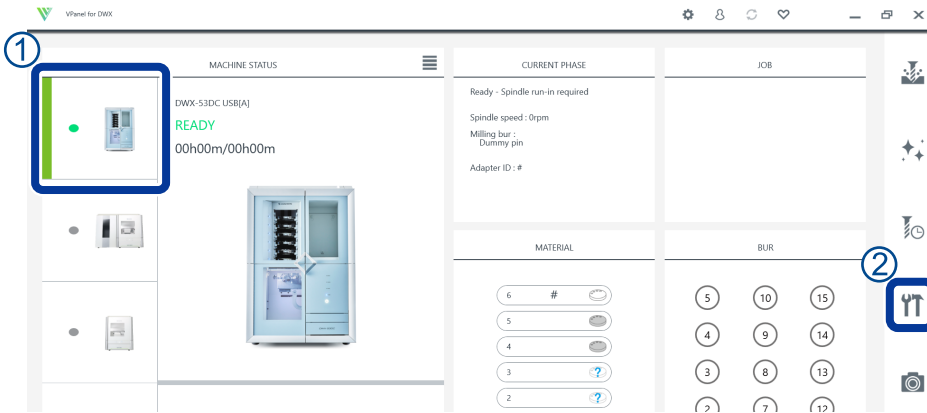 VPanel for DWX
1
MACHINE STATUS
CURRENT PHASE
JOB
DWX-53DC USB[A]
READY
00h00m/00h00m
Ready - Spindle run-in required
Spindle speed : 0rpm
Milling bur :
Dummy pin
Adapter ID : #
MATERIAL
BUR
2
6 #
5
4
3 ?
2 ?
5 10 15
4 9 14
3 8 13
2 7 12